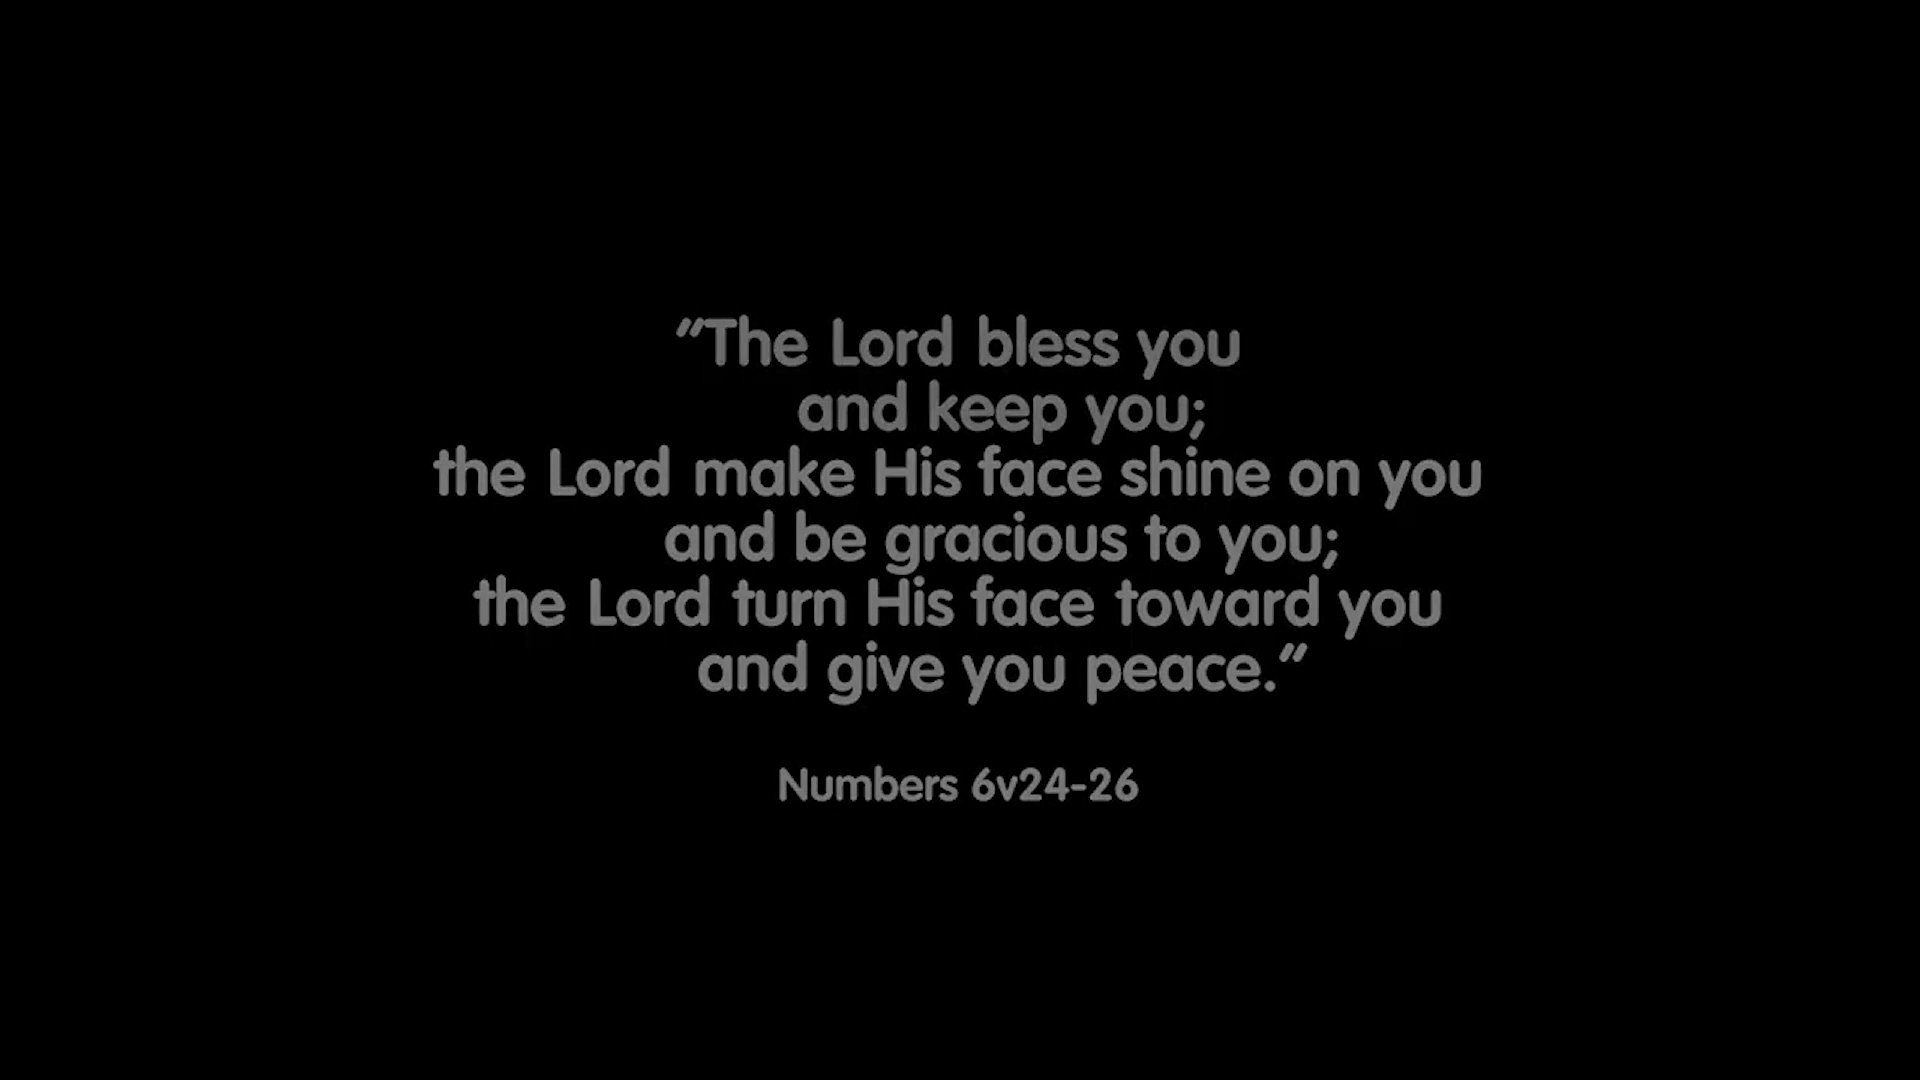 “The Lord bless you
and keep you;
the Lord make His face shine on you
and be gracious to you;
the Lord turn His face toward you
and give you peace.”
Numbers 6v24-26